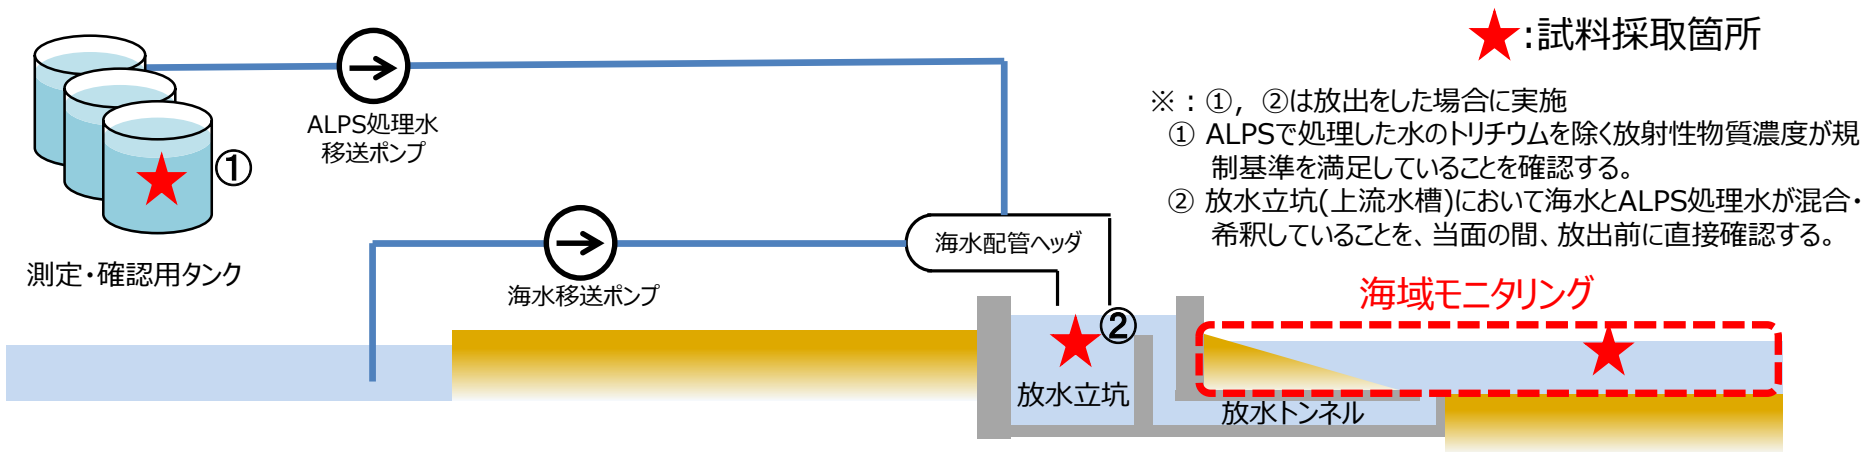 ★:試料採取箇所
※：①，②は放出をした場合に実施
① ALPSで処理した水のトリチウムを除く放射性物質濃度が規
制基準を満足していることを確認する。
② 放水立坑(上流水槽)において海水とALPS処理水が混合・
希釈していることを、当面の間、放出前に直接確認する。
ALPS処理水
移送ポンプ
①
測定・確認用タンク
海水移送ポンプ
海水配管ヘッダ
海域モニタリング
②
放水立坑
放水トンネル